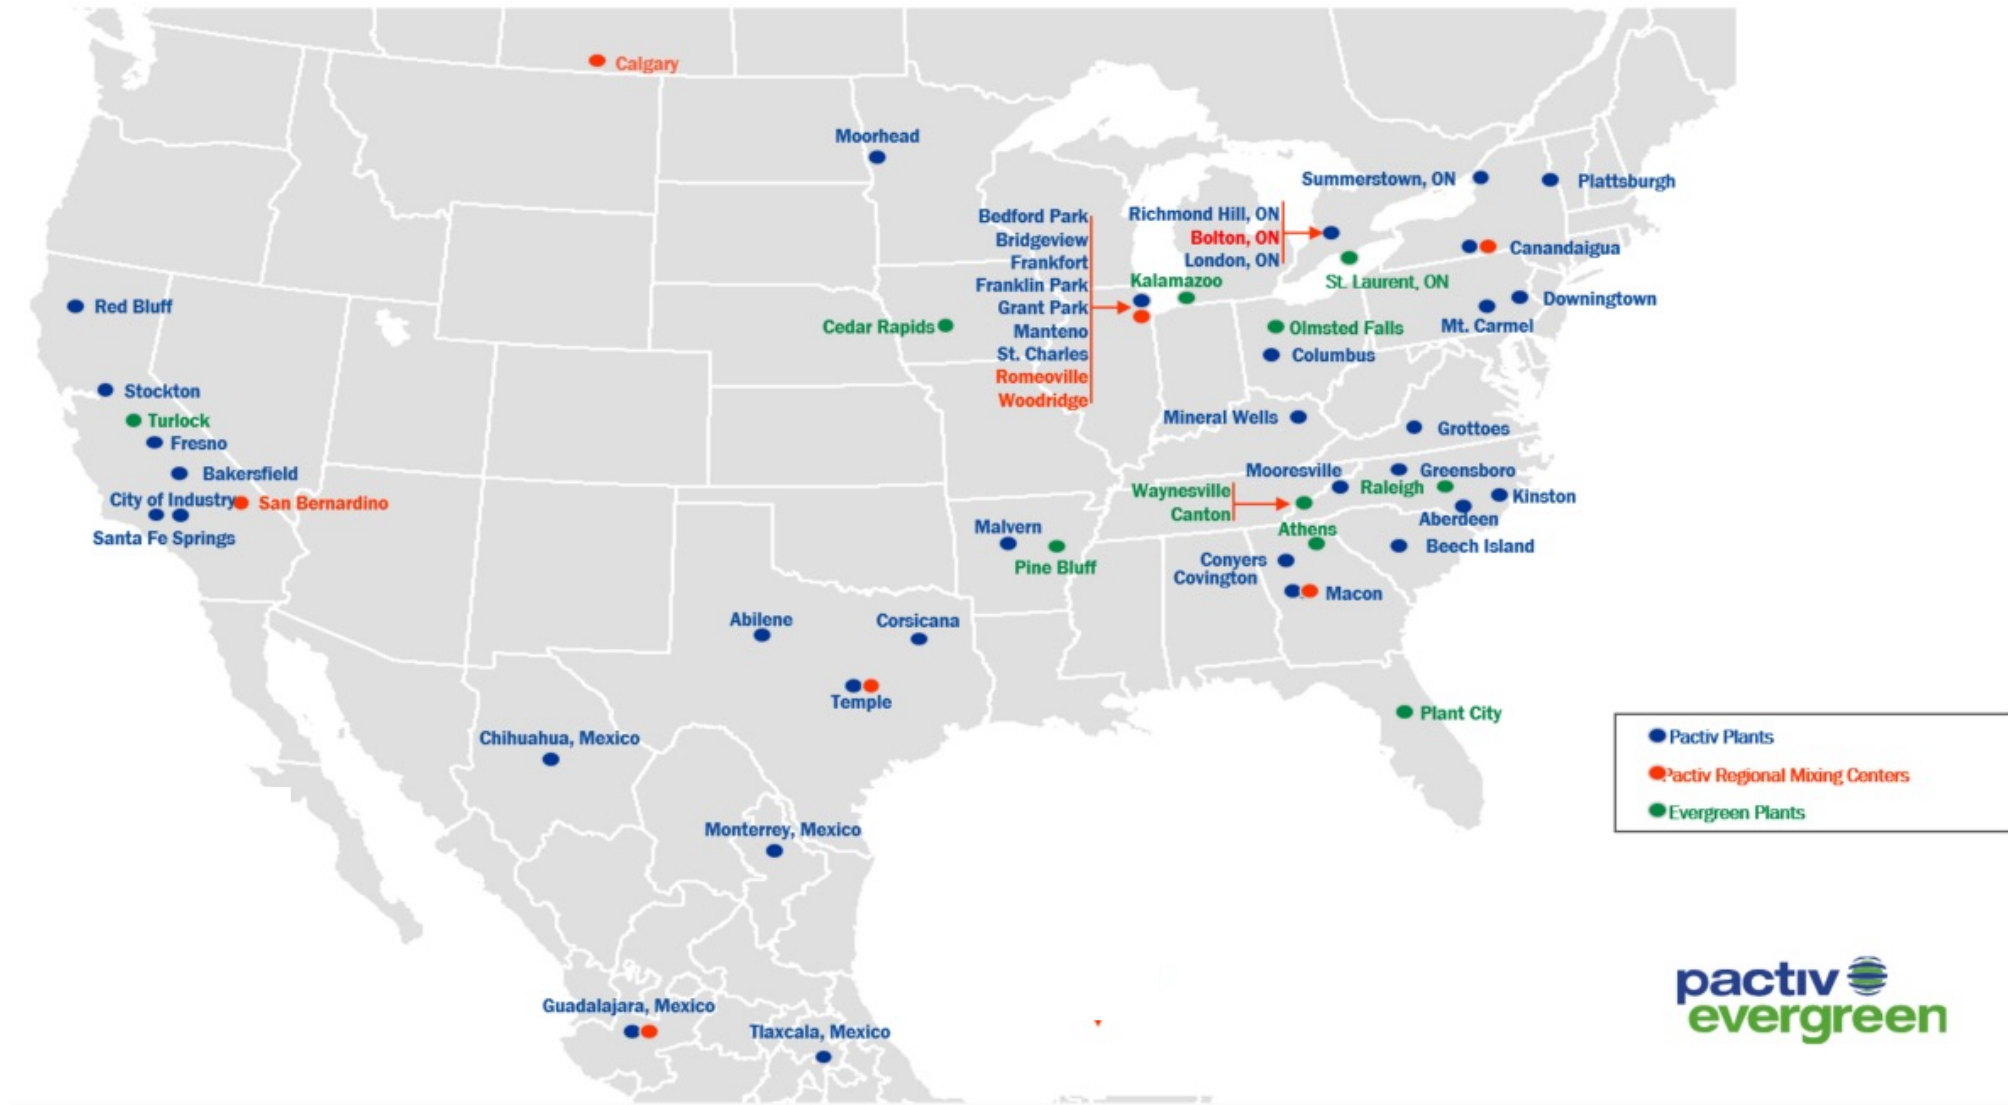 Calgary
Moorhead
Summerstown, ON
Plattsburgh
Bedford Park
Bridgeview
Frankfort
Franklin Park
Grant Park
Manteno
St. Charles
Romeoville
Woodridge
Richmond Hill, ON
Bolton, ON
London, ON
Kalamazoo
St. Laurent, ON
Canandaigua
Downingtown
Mt. Carmel
Red Bluff
Cedar Rapids
Olmsted Falls
Columbus
Stockton
Turlock
Fresno
Bakersfield
City of Industry
San Bernardino
Santa Fe Springs
Mineral Wells
Grottoes
Mooresville
Greensboro
Waynesville
Canton
Raleigh
Kinston
Aberdeen
Athens
Beech Island
Malvern
Pine Bluff
Conyers
Covington
Macon
Abilene
Corsicana
Temple
Plant City
Chihuahua, Mexico
Monterrey, Mexico
Guadalajara, Mexico
Tlaxcala, Mexico
Pactiv Plants
Pactiv Regional Mixing Centers
Evergreen Plants
pactiv
evergreen